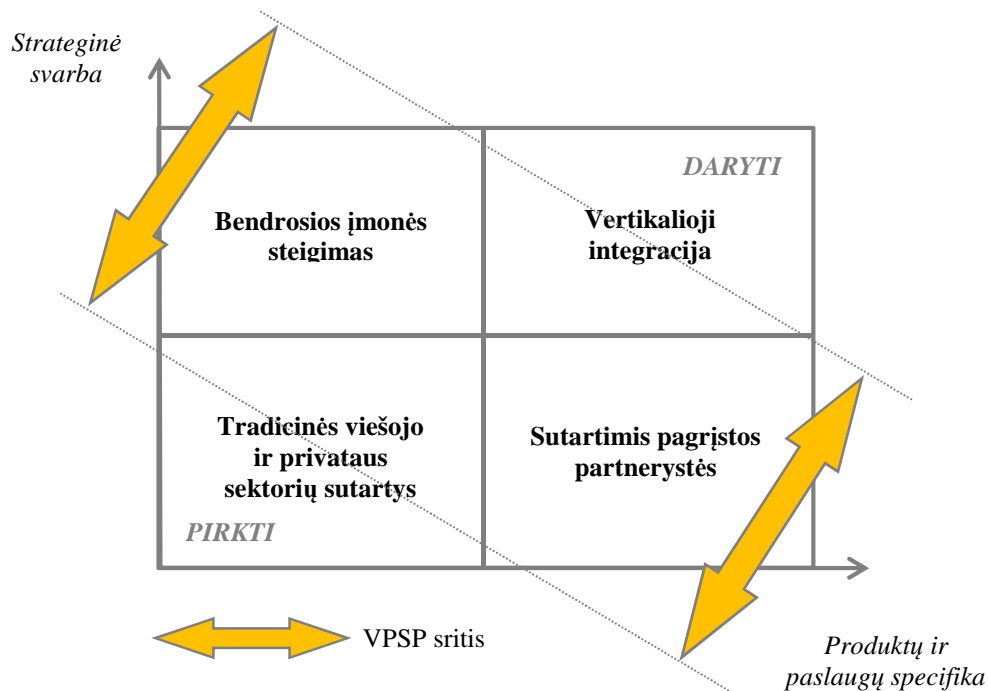 Strateginė
svarba
DARYTI
Bendrosios įmonės
steigimas
Vertikalioji
integracija
Tradicinės viešojo
ir privataus
sektorių sutartys
Sutartimis pagrįstos
partnerystės
PIRKTI
VPSP sritis
Produktų ir
paslaugų specifika